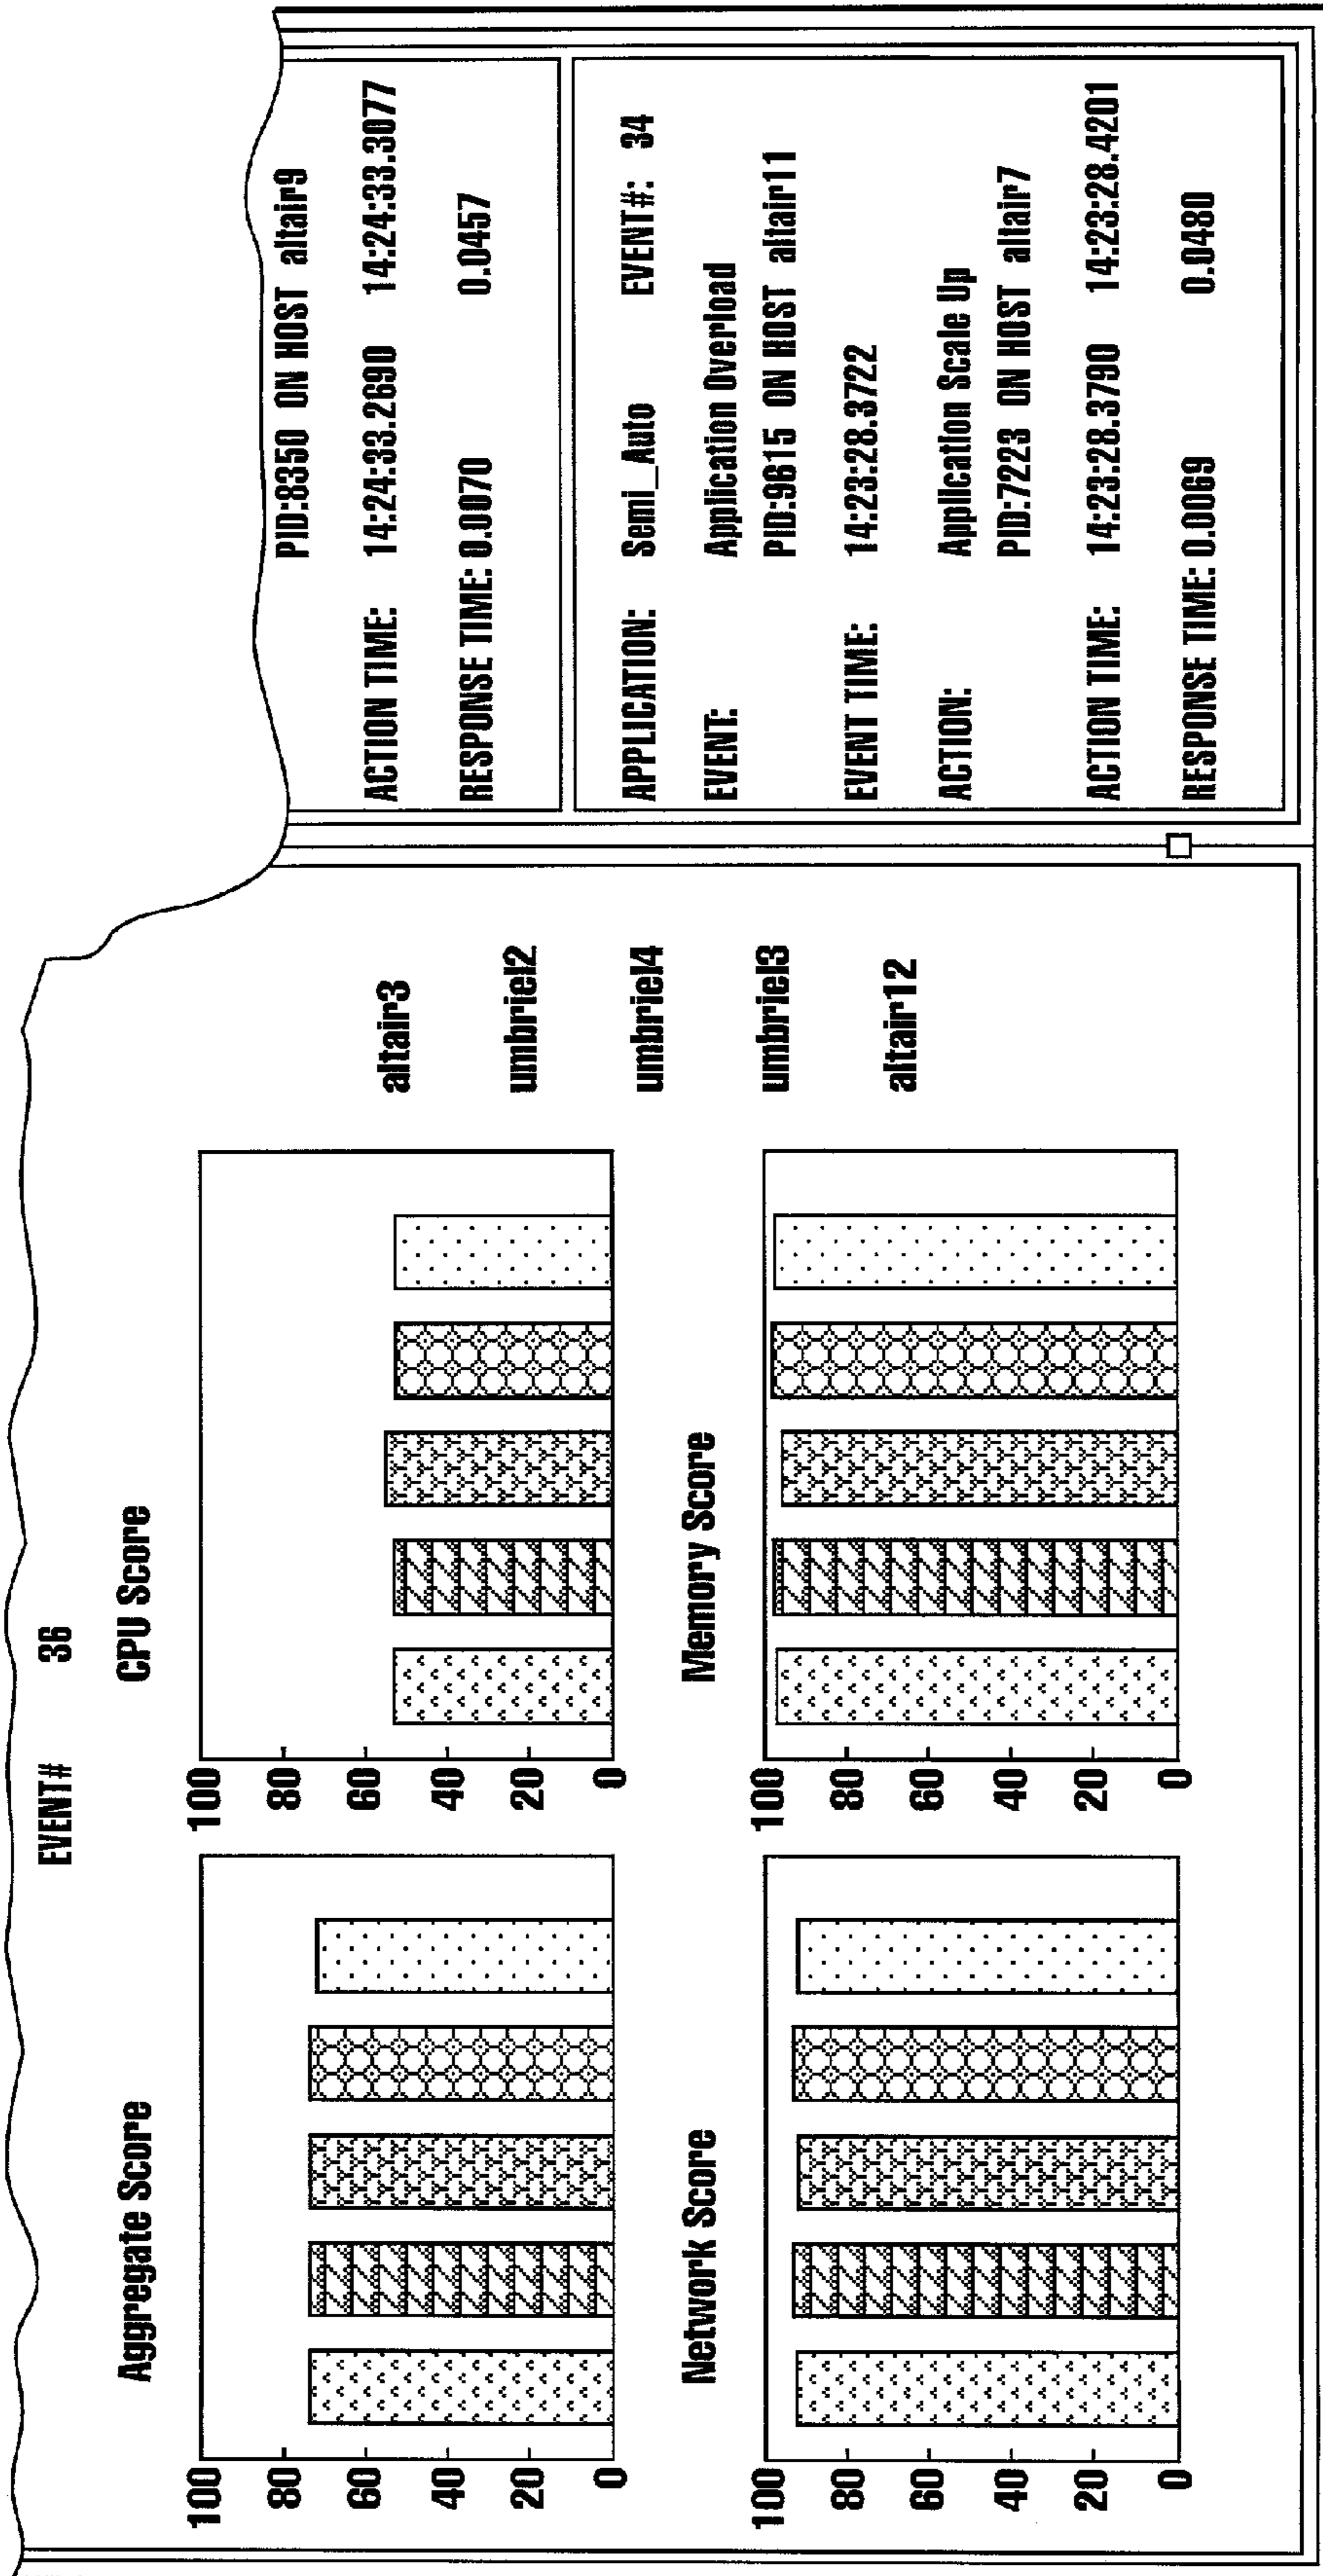 EVENT# 36
Aggregate Score
100
80
60
40
20
0
CPU Score
100
80
60
40
20
0
Network Score
100
80
60
40
20
0
Memory Score
100
80
60
40
20
0
altair3
umbriel2
umbriel4
umbriel3
altair12
PID:8350 ON HOST altair9
ACTION TIME: 14:24:33.2690 14:24:33.3077
RESPONSE TIME: 0.0070 0.0457
APPLICATION: Semi_Auto EVENT#: 34
EVENT: Application Overload
PID:9615 ON HOST altair11
EVENT TIME: 14:23:28.3722
ACTION: Application Scale Up
PID:7223 ON HOST altair7
ACTION TIME: 14:23:28.3790 14:23:28.4201
RESPONSE TIME: 0.0069 0.0480